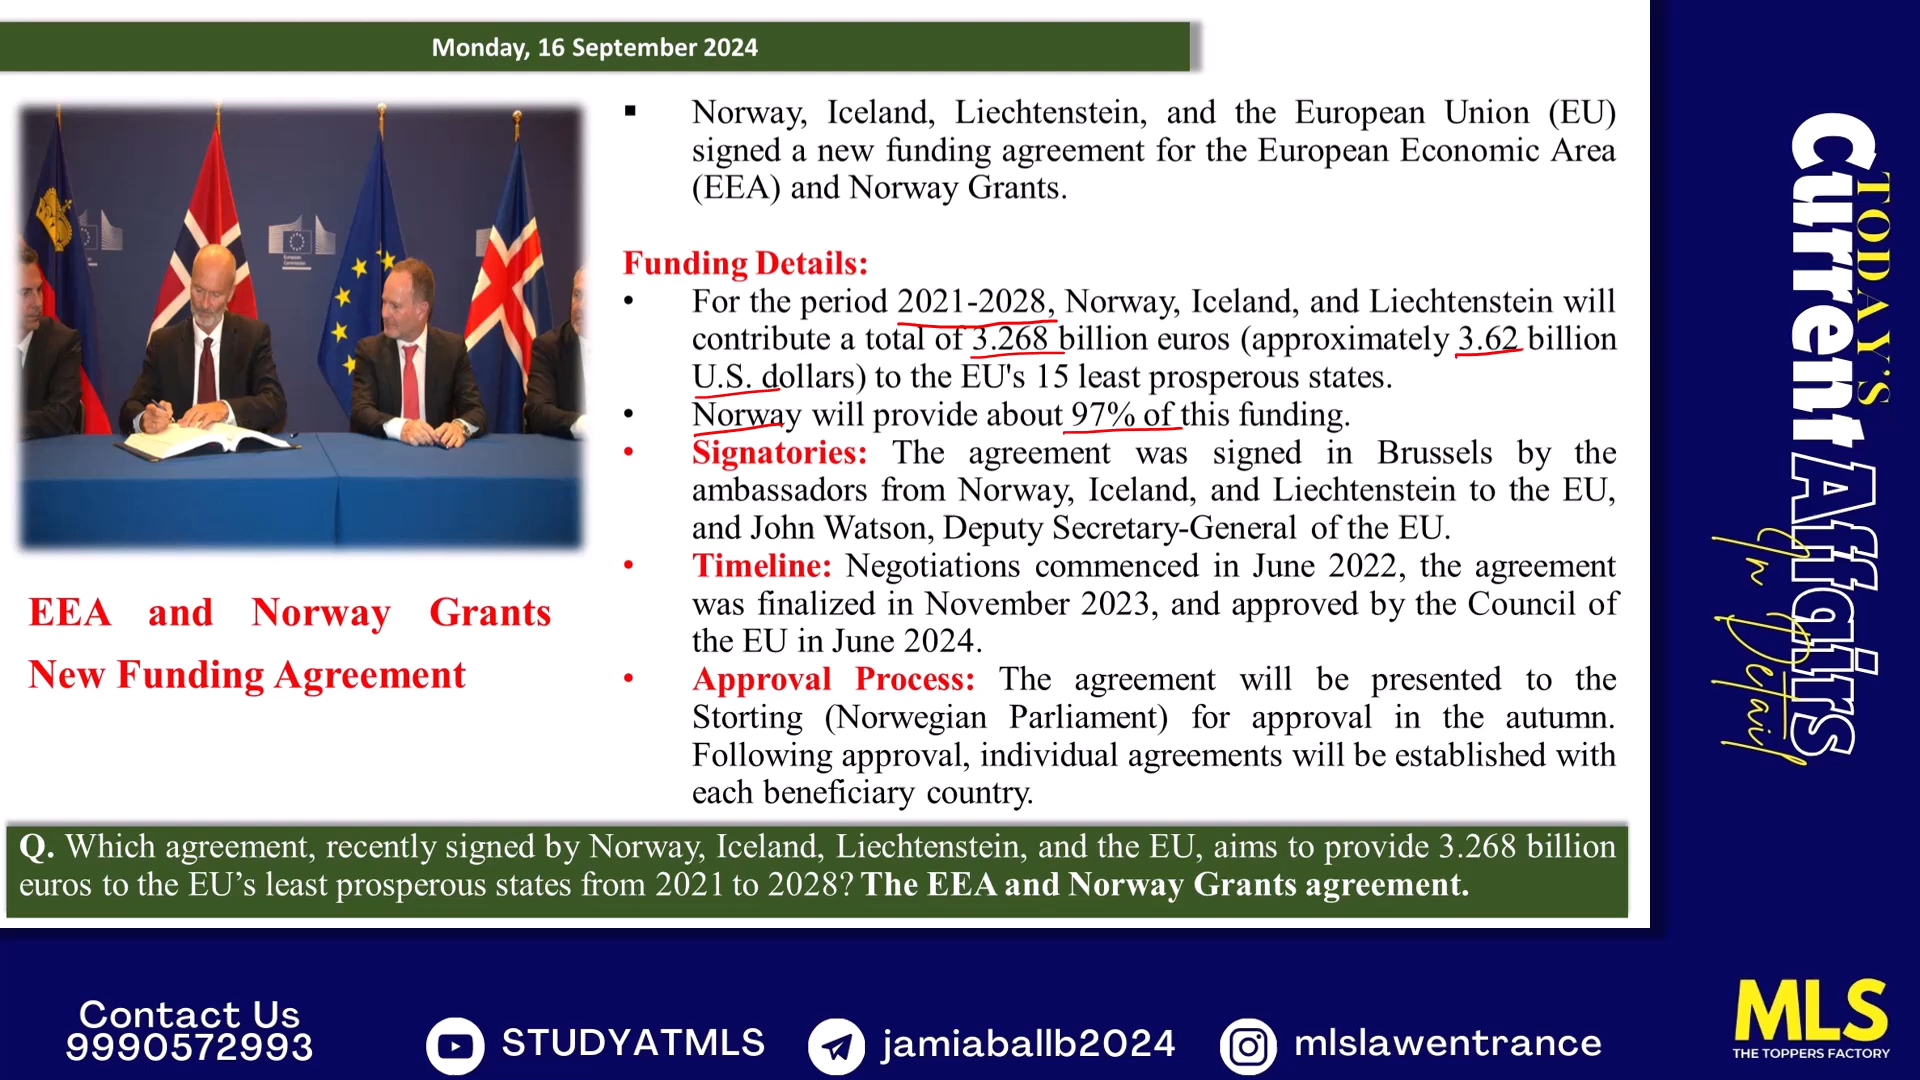 Monday, 16 September 2024
Norway, Iceland, Liechtenstein, and the European Union (EU)
signed a new funding agreement for the European Economic Area
(EEA) and Norway Grants.
Funding Details:
For the period 2021-2028, Norway, Iceland, and Liechtenstein will
contribute a total of 3.268 billion euros (approximately 3.62 billion
U.S. dollars) to the EU's 15 least prosperous states.
Norway will provide about 97% of this funding.
Signatories: The agreement was signed in Brussels by the
ambassadors from Norway, Iceland, and Liechtenstein to the EU,
and John Watson, Deputy Secretary-General of the EU.
Timeline: Negotiations commenced in June 2022, the agreement
was finalized in November 2023, and approved by the Council of
the EU in June 2024.
Approval Process: The agreement will be presented to the
Storting (Norwegian Parliament) for approval in the autumn.
Following approval, individual agreements will be established with
each beneficiary country.
EEA and Norway Grants
New Funding Agreement
Q. Which agreement, recently signed by Norway, Iceland, Liechtenstein, and the EU, aims to provide 3.268 billion
euros to the EU’s least prosperous states from 2021 to 2028? The EEA and Norway Grants agreement.
TODAY'S
Current Affairs
In Detail
Contact Us
9990572993
STUDYATMLS
jamiaballb2024
mlslawentrance
MLS
THE TOPPERS FACTORY